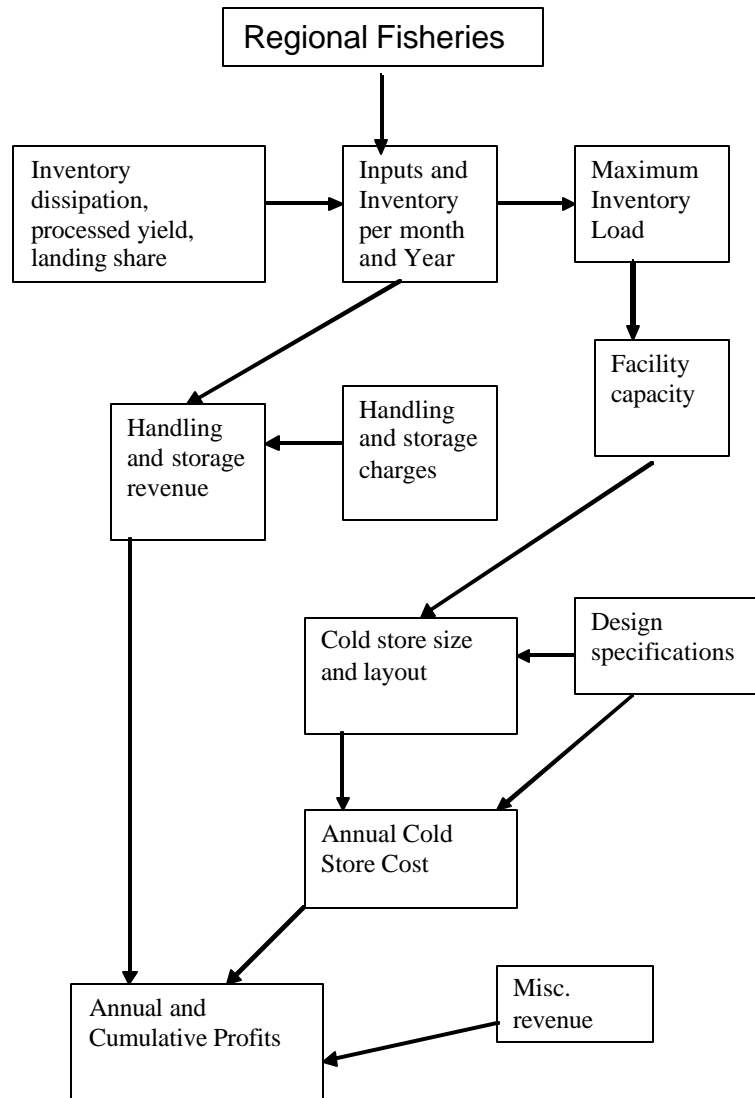 Regional Fisheries
Inventory
dissipation,
processed yield,
landing share
Inputs and
Inventory
per month
and Year
Maximum
Inventory
Load
Facility
capacity
Handling
and storage
revenue
Handling
and storage
charges
Cold store size
and layout
Design
specifications
Annual Cold
Store Cost
Annual and
Cumulative Profits
Misc.
revenue